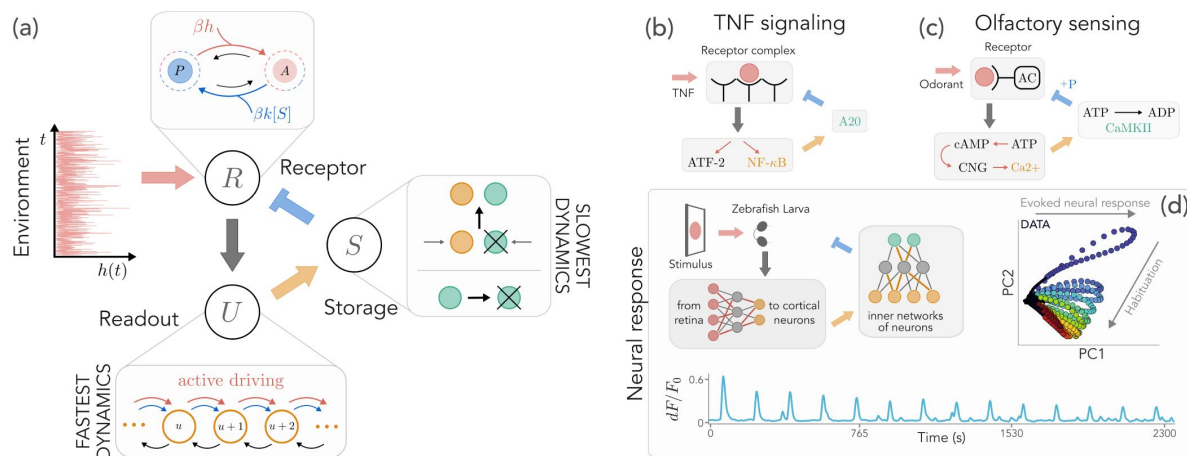 (a)
βh
P
A
βk[S]
t
Environment
h(t)
R
Receptor
S
Storage
SLOWEST
DYNAMICS
Readout
U
FASTEST
DYNAMICS
active driving
u
u + 1
u + 2
(b)
TNF signaling
Receptor complex
TNF
A20
ATF-2
NF-κB
(c)
Olfactory sensing
Receptor
Odorant
AC
+P
ATP
ADP
CaMKII
cAMP
ATP
CNG
Ca2+
Neural response
Zebrafish Larva
Stimulus
from
retina
to cortical
neurons
inner networks
of neurons
(d)
Evoked neural response
DATA
Habituation
PC2
PC1
dF/F0
0.6
0
0
765
1530
2300
Time (s)